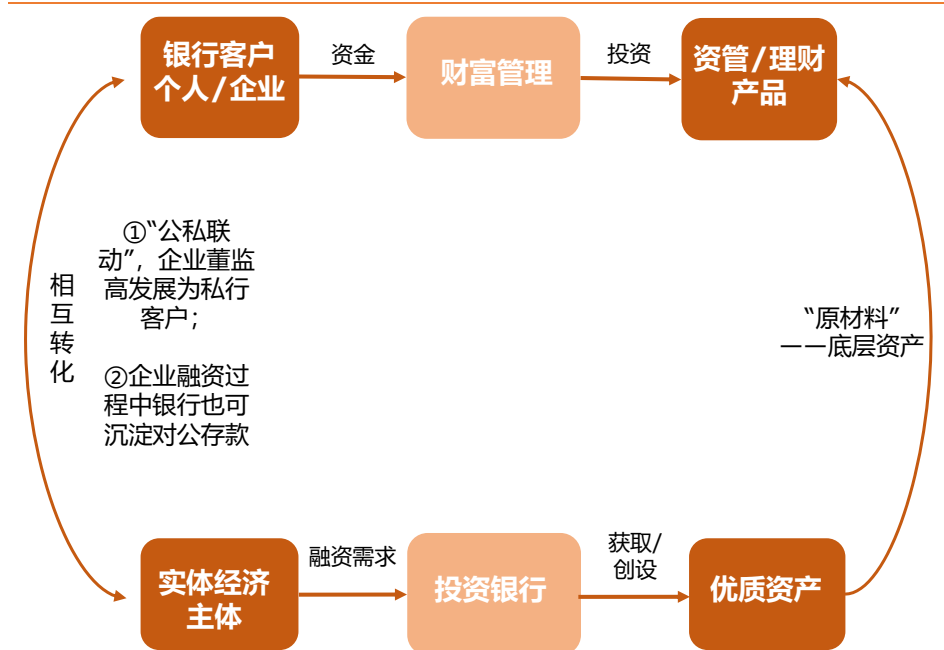 银行客户
个人/企业
资金
财富管理
投资
资管/理财
产品
相
互
转
化
①“公私联
动”，企业董监
高发展为私行
客户；
②企业融资过
程中银行也可
沉淀对公存款
“原材料”
——底层资产
实体经济
主体
融资需求
投资银行
获取/
创设
优质资产